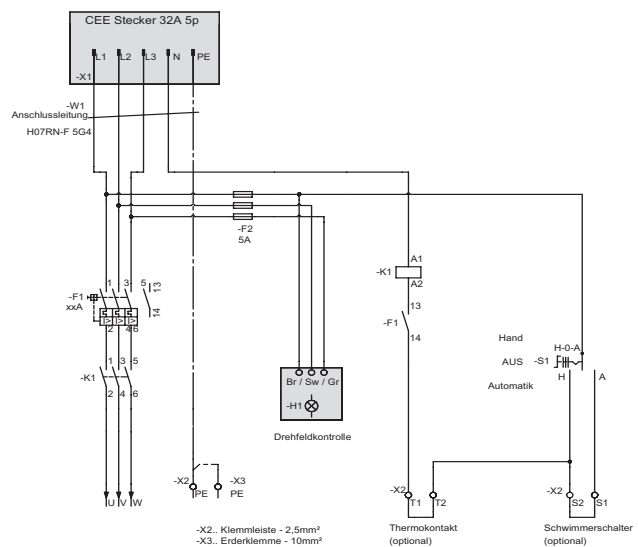 CEE Stecker 32A 5p
L1 L2 L3 N PE
-X1
-W1
Anschlussleitung
H07RN-F 5G4
-F2
5A
A1
-K1
A2
1 3 5 13
-F1
xxA
14
I> I> I>
2 4 6
13
-F1
14
1 3 5
-K1
2 4 6
Hand
H-0-A
AUS
-S1
Automatik
H A
Br / Sw / Gr
-H1
Drehfeldkontrolle
-X2
PE
-X3
PE
U V W
-X2
T1 T2
-X2
S2 S1
-X2.. Klemmleiste - 2,5mm²
-X3.. Erderklemme - 10mm²
Thermokontakt
(optional)
Schwimmerschalter
(optional)